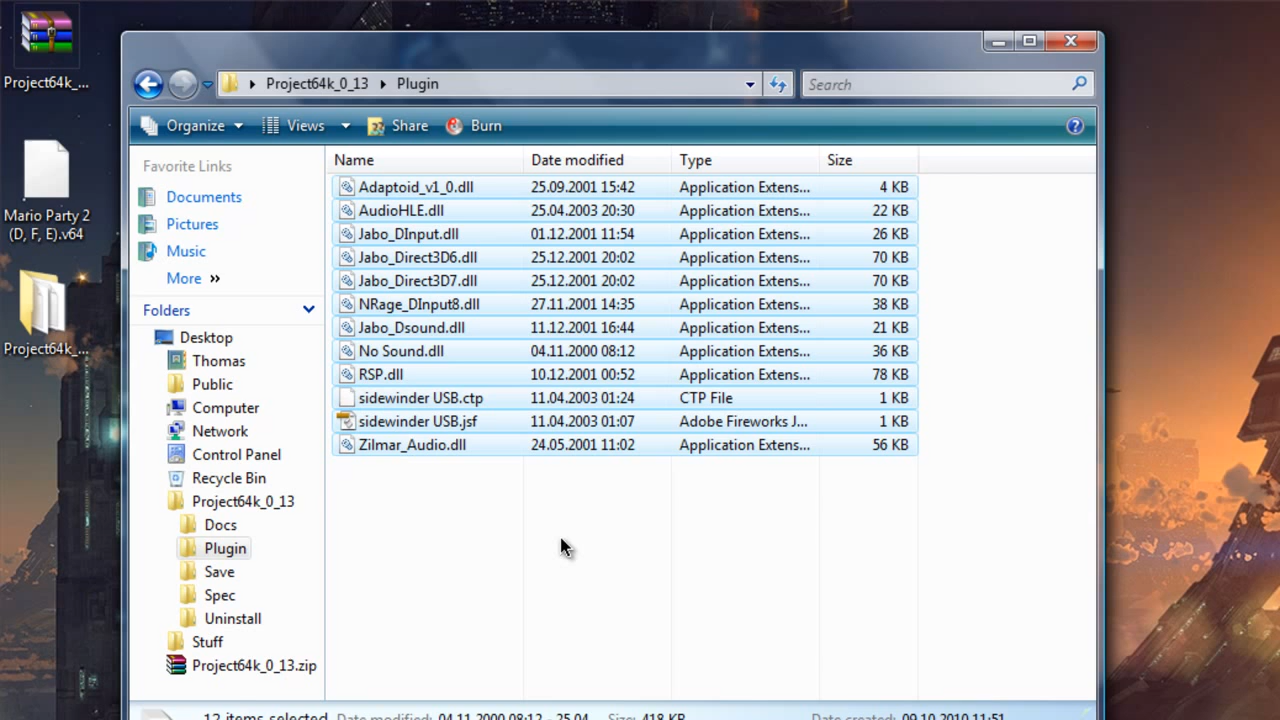 Project64k_...
Mario Party 2
(D, F, E).v64
Project64k_...
Project64k_0_13 Plugin
Search
Organize Views Share Burn
Favorite Links
Documents
Pictures
Music
More »
Folders
Desktop
Thomas
Public
Computer
Network
Control Panel
Recycle Bin
Project64k_0_13
Docs
Plugin
Save
Spec
Uninstall
Stuff
Project64k_0_13.zip
Name Date modified Type Size
Adaptoid_v1_0.dll 25.09.2001 15:42 Application Extens... 4 KB
AudioHLE.dll 25.04.2003 20:30 Application Extens... 22 KB
Jabo_DInput.dll 01.12.2001 11:54 Application Extens... 26 KB
Jabo_Direct3D6.dll 25.12.2001 20:02 Application Extens... 70 KB
Jabo_Direct3D7.dll 25.12.2001 20:02 Application Extens... 70 KB
NRage_DInput8.dll 27.11.2001 14:35 Application Extens... 38 KB
Jabo_Dsound.dll 11.12.2001 16:44 Application Extens... 21 KB
No Sound.dll 04.11.2000 08:12 Application Extens... 36 KB
RSP.dll 10.12.2001 00:52 Application Extens... 78 KB
sidewinder USB.ctp 11.04.2003 01:24 CTP File 1 KB
sidewinder USB.jsf 11.04.2003 01:07 Adobe Fireworks J... 1 KB
Zilmar_Audio.dll 24.05.2001 11:02 Application Extens... 56 KB
12 items selected Date modified: 04.11.2000 08:12 - 25.04... Size: 418 KB Date created: 09.10.2010 11:51